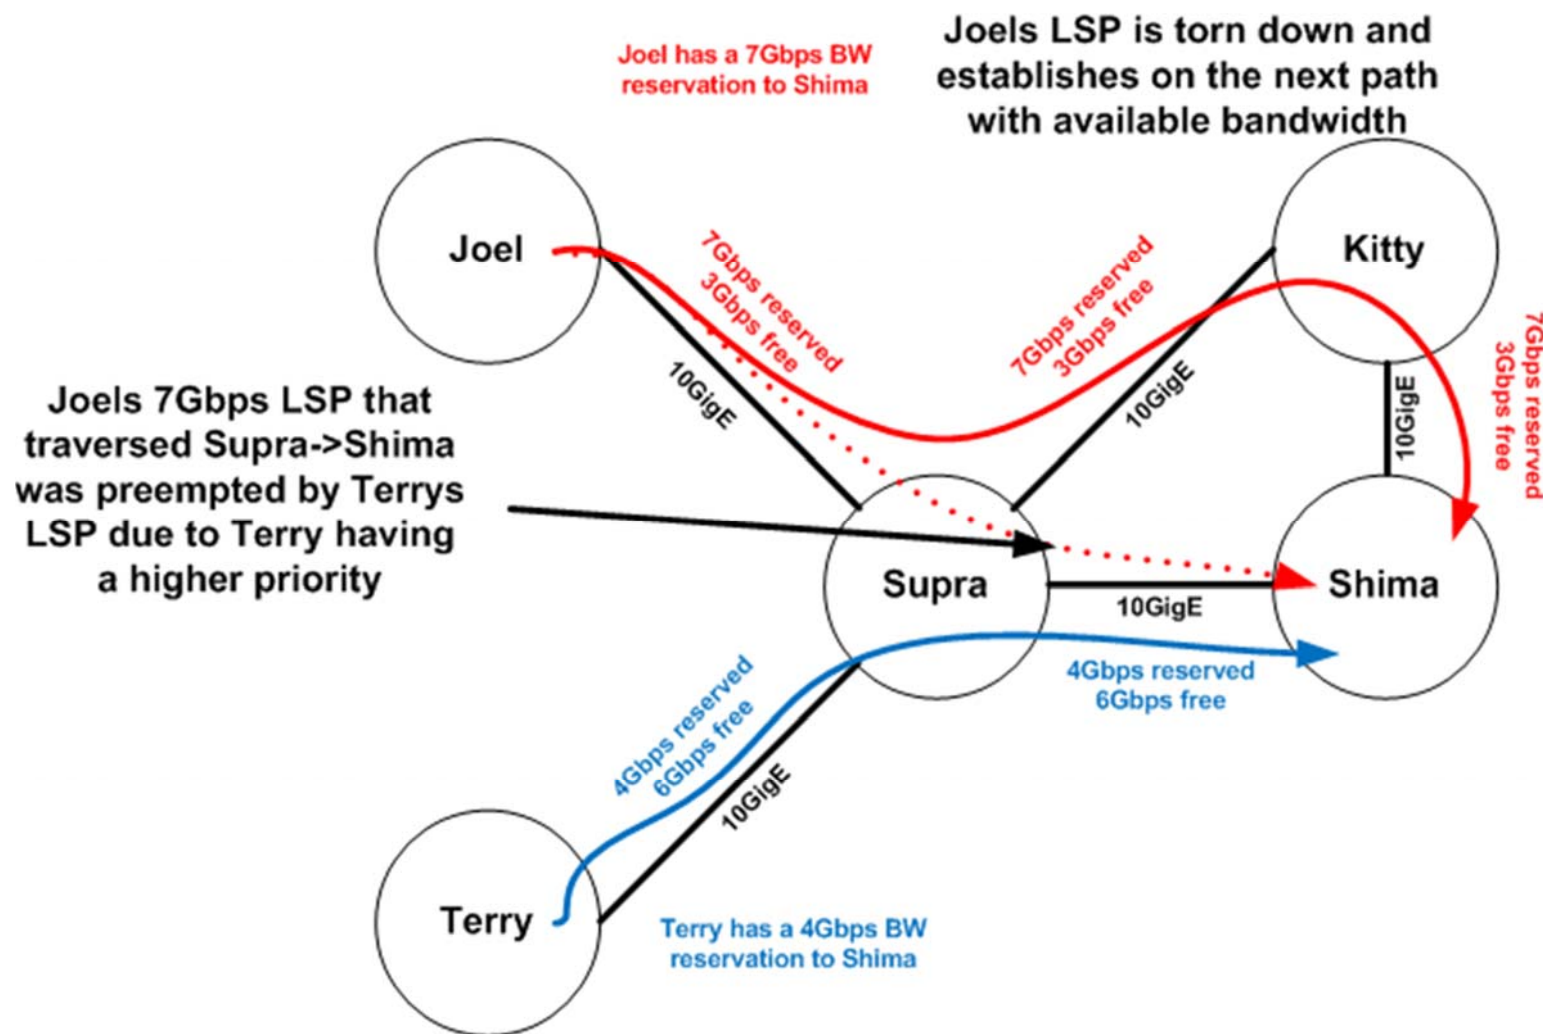 Joel has a 7Gbps BW
reservation to Shima
Joels LSP is torn down and
establishes on the next path
with available bandwidth
Joel
Kitty
7Gbps reserved
3Gbps free
7Gbps reserved
3Gbps free
7Gbps reserved
3Gbps free
10GigE
10GigE
10GigE
Joels 7Gbps LSP that
traversed Supra->Shima
was preempted by Terrys
LSP due to Terry having
a higher priority
Supra
Shima
10GigE
4Gbps reserved
6Gbps free
4Gbps reserved
6Gbps free
10GigE
Terry
Terry has a 4Gbps BW
reservation to Shima